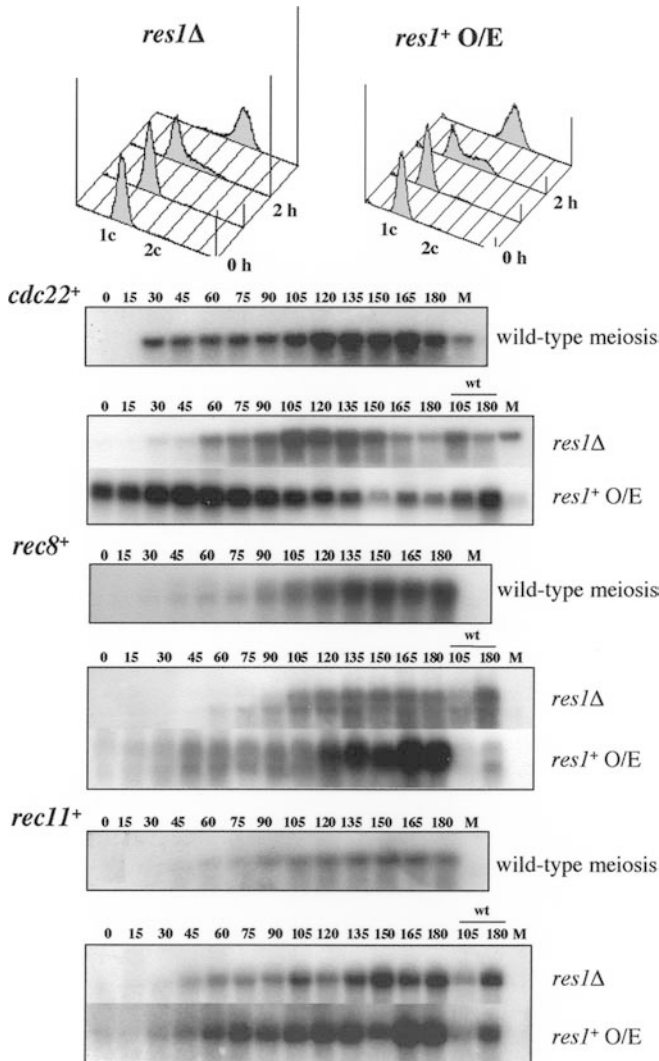 res1Δ
res1+ O/E
1c
2c
0 h
2 h
1c
2c
0 h
2 h
cdc22+
0 15 30 45 60 75 90 105 120 135 150 165 180 M
wild-type meiosis
wt
0 15 30 45 60 75 90 105 120 135 150 165 180 105 180 M
res1Δ
res1+ O/E
rec8+
0 15 30 45 60 75 90 105 120 135 150 165 180 M
wild-type meiosis
wt
0 15 30 45 60 75 90 105 120 135 150 165 180 105 180 M
res1Δ
res1+ O/E
rec11+
0 15 30 45 60 75 90 105 120 135 150 165 180 M
wild-type meiosis
wt
0 15 30 45 60 75 90 105 120 135 150 165 180 105 180 M
res1Δ
res1+ O/E